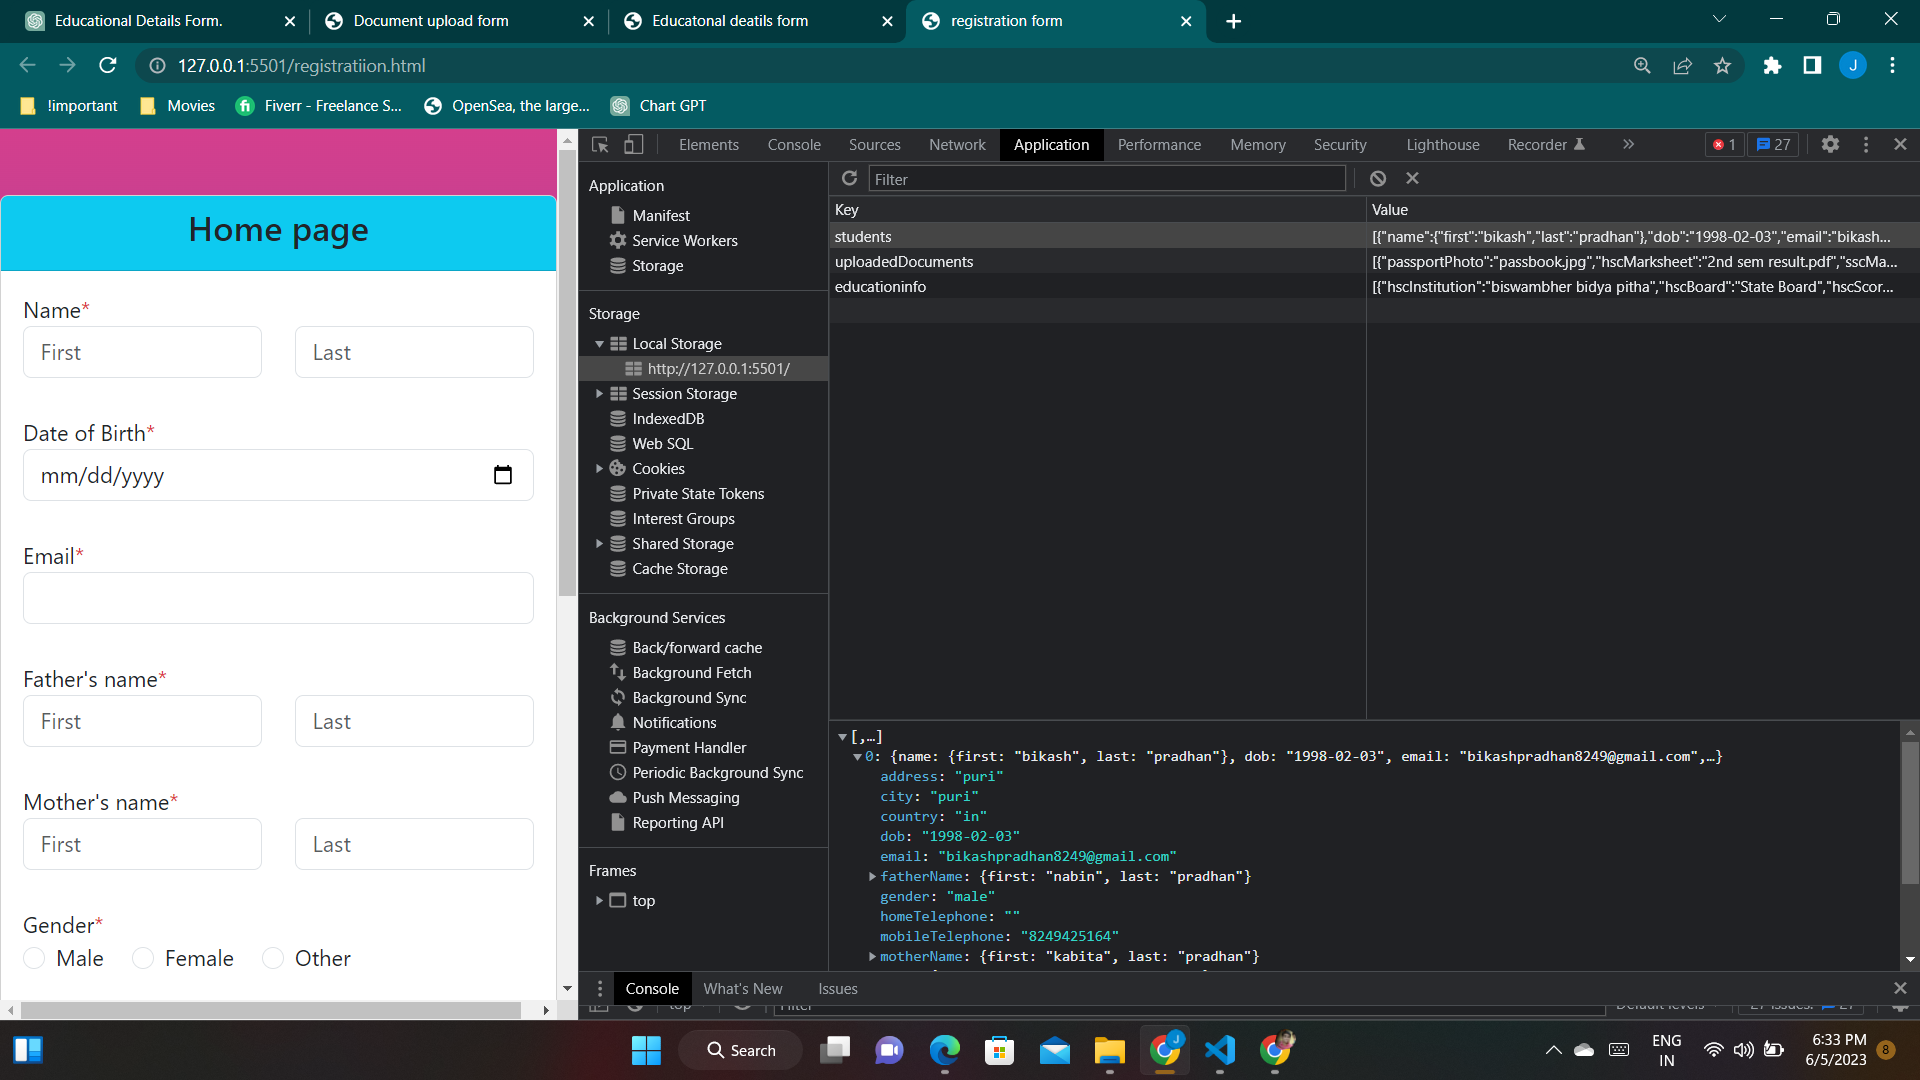 Educational Details Form.
Document upload form
Educatonal deatils form
registration form
127.0.0.1:5501/registratiion.html
J
!important
Movies
Fiverr - Freelance S...
OpenSea, the large...
Chart GPT
Home page
Name*
First
Last
Date of Birth*
mm/dd/yyyy
Email*
Father's name*
First
Last
Mother's name*
First
Last
Gender*
Male
Female
Other
Elements
Console
Sources
Network
Application
Performance
Memory
Security
Lighthouse
Recorder
1
27
Application
Manifest
Service Workers
Storage
Storage
Local Storage
http://127.0.0.1:5501/
Session Storage
IndexedDB
Web SQL
Cookies
Private State Tokens
Interest Groups
Shared Storage
Cache Storage
Background Services
Back/forward cache
Background Fetch
Background Sync
Notifications
Payment Handler
Periodic Background Sync
Push Messaging
Reporting API
Frames
top
Filter
Key
Value
students
[{"name":{"first":"bikash","last":"pradhan"},"dob":"1998-02-03","email":"bikash...
uploadedDocuments
[{"passportPhoto":"passbook.jpg","hscMarksheet":"2nd sem result.pdf","sscMa...
educationinfo
[{"hscInstitution":"biswambher bidya pitha","hscBoard":"State Board","hscScor...
[,…]
0: {name: {first: "bikash", last: "pradhan"}, dob: "1998-02-03", email: "bikashpradhan8249@gmail.com",…}
address: "puri"
city: "puri"
country: "in"
dob: "1998-02-03"
email: "bikashpradhan8249@gmail.com"
fatherName: {first: "nabin", last: "pradhan"}
gender: "male"
homeTelephone: ""
mobileTelephone: "8249425164"
motherName: {first: "kabita", last: "pradhan"}
Console
What's New
Issues
top
Filter
Default levels
27 Issues:
21
Search
J
ENG
IN
6:33 PM
6/5/2023
8